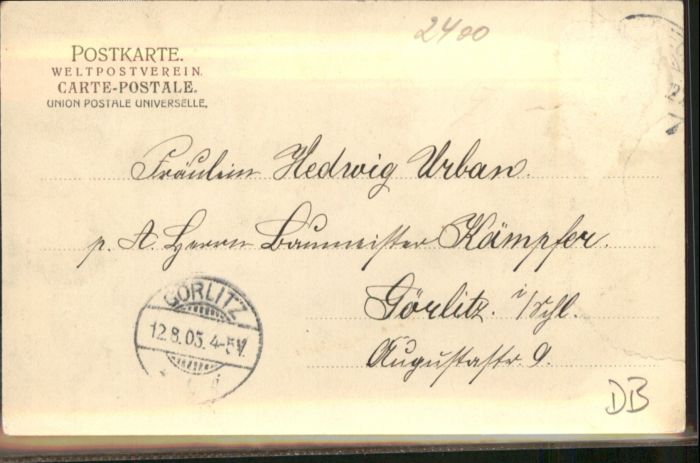 2400
POSTKARTE.
WELTPOSTVEREIN.
CARTE-POSTALE.
UNION POSTALE UNIVERSELLE.
Fräulein Hedwig Urban.
p. A. Herrn Baumeister Kämpfer.
Görlitz. i/Schl.
Augustastr 9.
GÖRLITZ
12.8.05. 4-5N.
DB